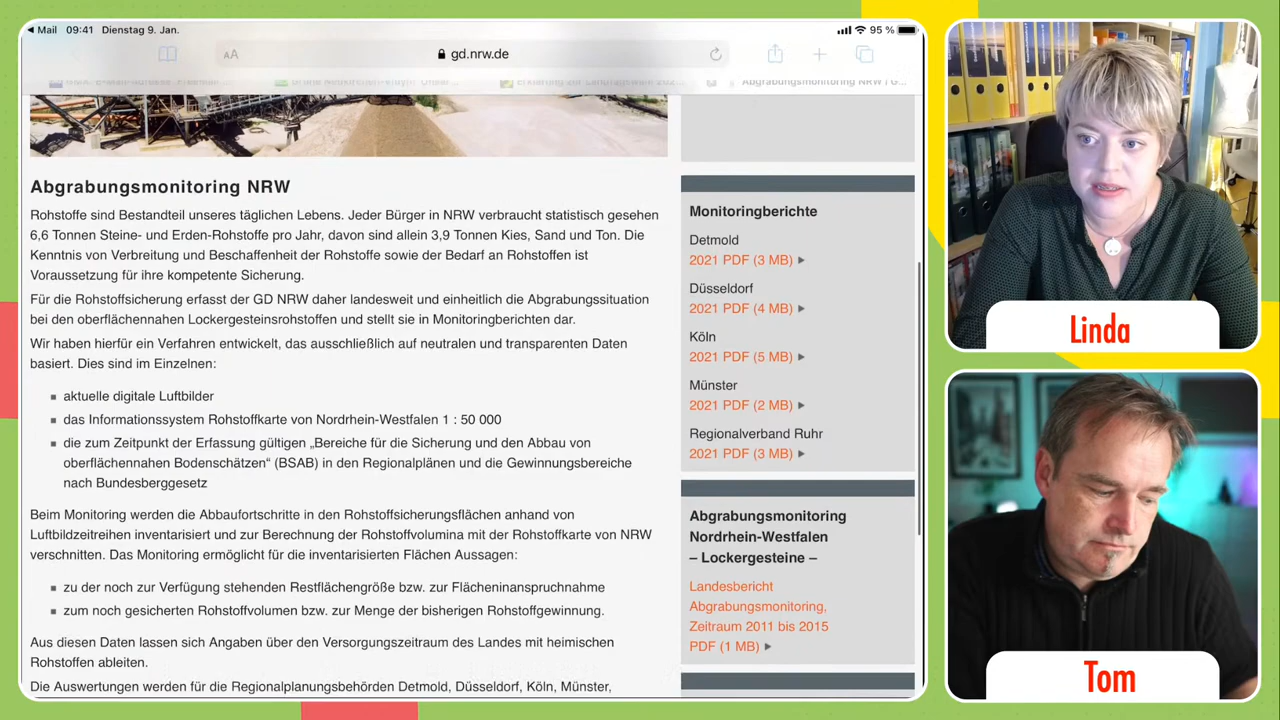 Mail 09:41 Dienstag 9. Jan. 95 %
AA gd.nrw.de
Abgrabungsmonitoring NRW
Rohstoffe sind Bestandteil unseres täglichen Lebens. Jeder Bürger in NRW verbraucht statistisch gesehen
6,6 Tonnen Steine- und Erden-Rohstoffe pro Jahr, davon sind allein 3,9 Tonnen Kies, Sand und Ton. Die
Kenntnis von Verbreitung und Beschaffenheit der Rohstoffe sowie der Bedarf an Rohstoffen ist
Voraussetzung für ihre kompetente Sicherung.
Für die Rohstoffsicherung erfasst der GD NRW daher landesweit und einheitlich die Abgrabungssituation
bei den oberflächennahen Lockergesteinsrohstoffen und stellt sie in Monitoringberichten dar.
Wir haben hierfür ein Verfahren entwickelt, das ausschließlich auf neutralen und transparenten Daten
basiert. Dies sind im Einzelnen:
aktuelle digitale Luftbilder
das Informationssystem Rohstoffkarte von Nordrhein-Westfalen 1 : 50 000
die zum Zeitpunkt der Erfassung gültigen „Bereiche für die Sicherung und den Abbau von
oberflächennahen Bodenschätzen“ (BSAB) in den Regionalplänen und die Gewinnungsbereiche
nach Bundesberggesetz
Beim Monitoring werden die Abbaufortschritte in den Rohstoffsicherungsflächen anhand von
Luftbildzeitreihen inventarisiert und zur Berechnung der Rohstoffvolumina mit der Rohstoffkarte von NRW
verschnitten. Das Monitoring ermöglicht für die inventarisierten Flächen Aussagen:
zu der noch zur Verfügung stehenden Restflächengröße bzw. zur Flächeninanspruchnahme
zum noch gesicherten Rohstoffvolumen bzw. zur Menge der bisherigen Rohstoffgewinnung.
Aus diesen Daten lassen sich Angaben über den Versorgungszeitraum des Landes mit heimischen
Rohstoffen ableiten.
Die Auswertungen werden für die Regionalplanungsbehörden Detmold, Düsseldorf, Köln, Münster,
Monitoringberichte
Detmold
2021 PDF (3 MB)
Düsseldorf
2021 PDF (4 MB)
Köln
2021 PDF (5 MB)
Münster
2021 PDF (2 MB)
Regionalverband Ruhr
2021 PDF (3 MB)
Abgrabungsmonitoring
Nordrhein-Westfalen
– Lockergesteine –
Landesbericht
Abgrabungsmonitoring,
Zeitraum 2011 bis 2015
PDF (1 MB)
Linda
Tom